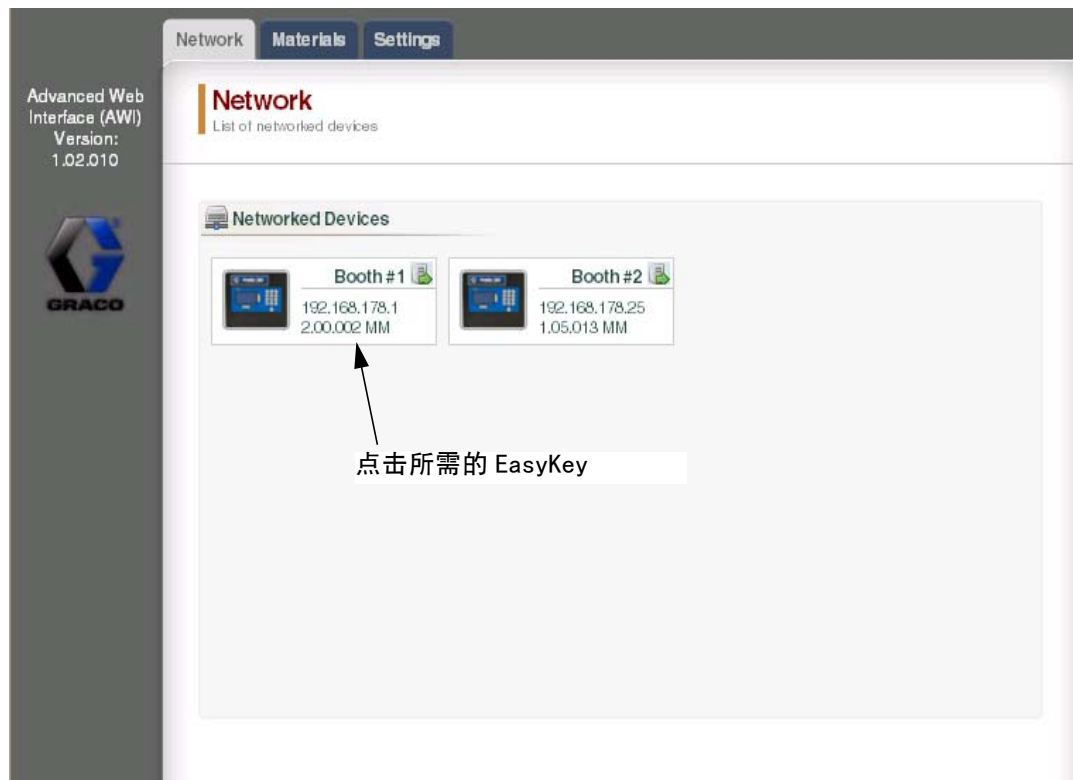 Network Materials Settings
Advanced Web
Interface (AWI)
Version:
1.02.010
GRACO
Network
List of networked devices
Networked Devices
Booth #1
192.168.178.1
2.00.002 MM
Booth #2
192.168.178.25
1.05.013 MM
点击所需的 EasyKey